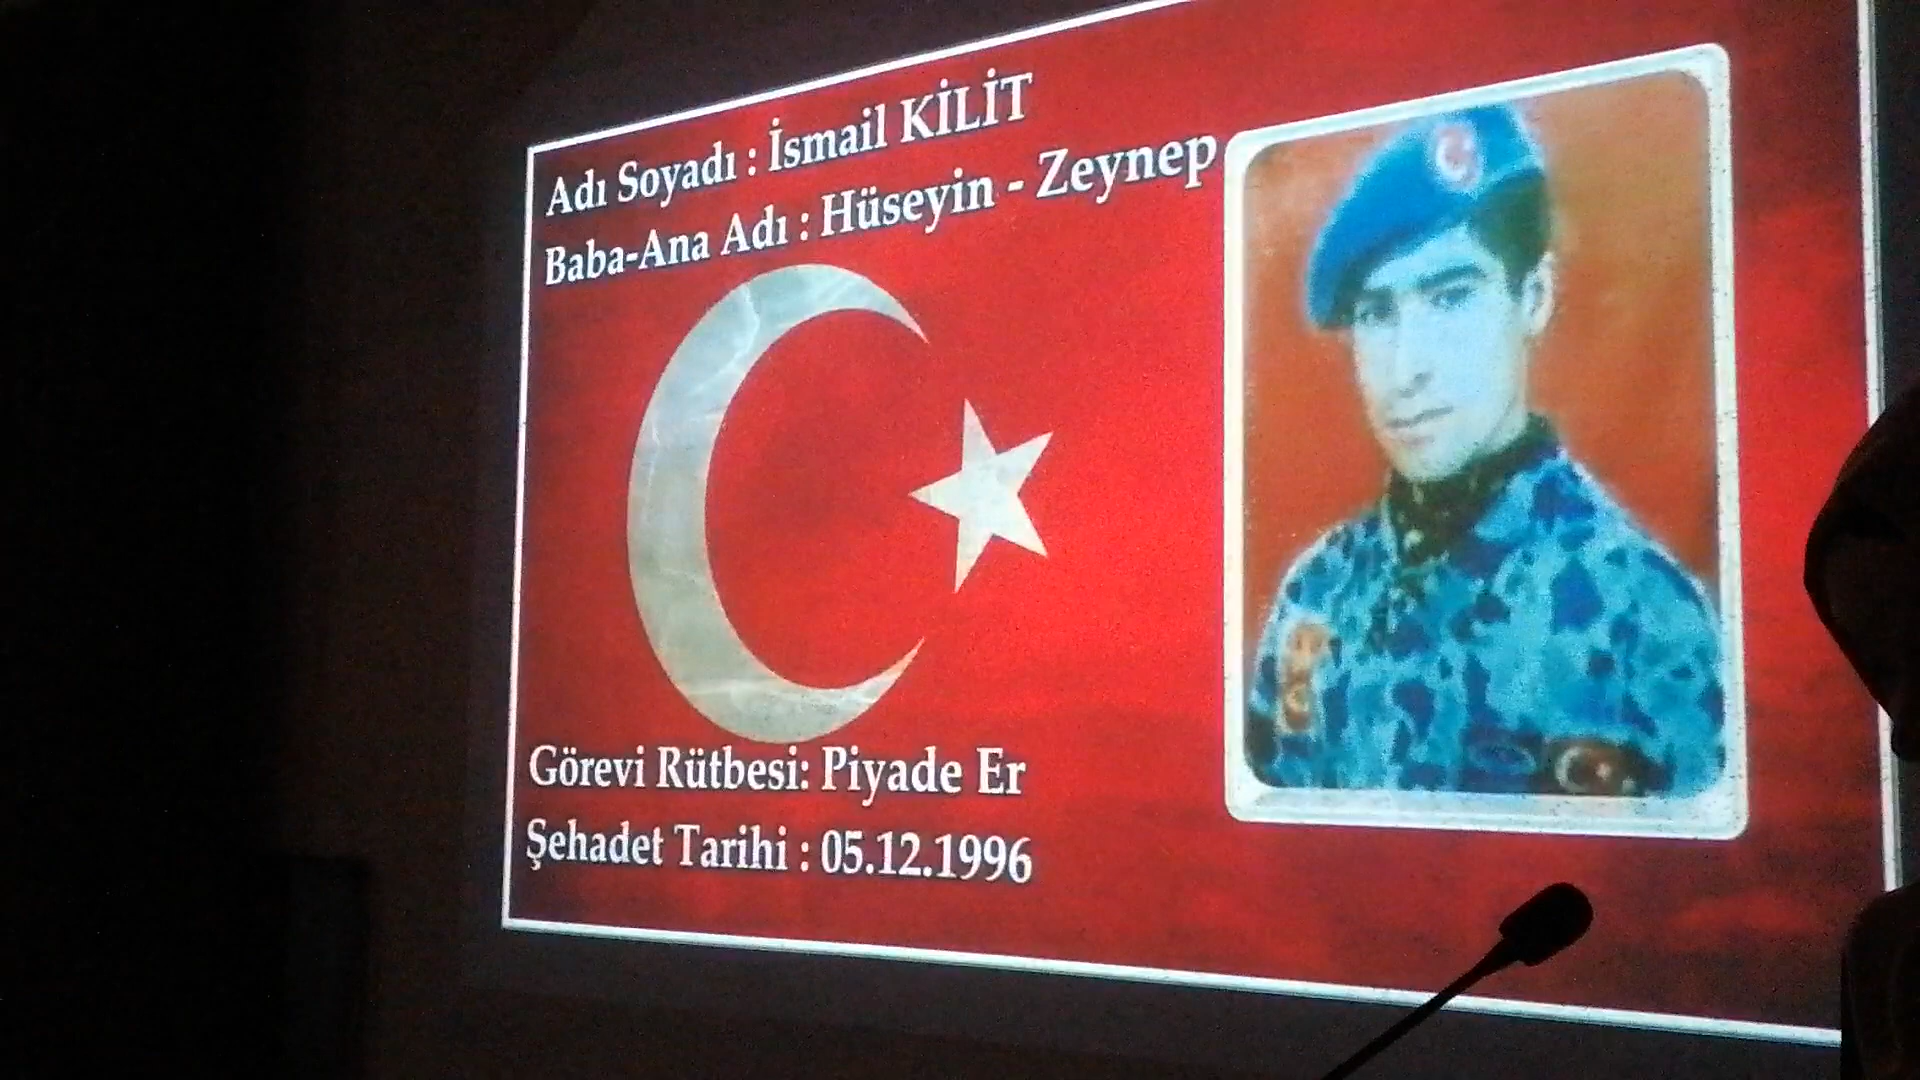 Adı Soyadı : İsmail KİLİT
Baba-Ana Adı : Hüseyin - Zeynep
Görevi Rütbesi: Piyade Er
Şehadet Tarihi : 05.12.1996